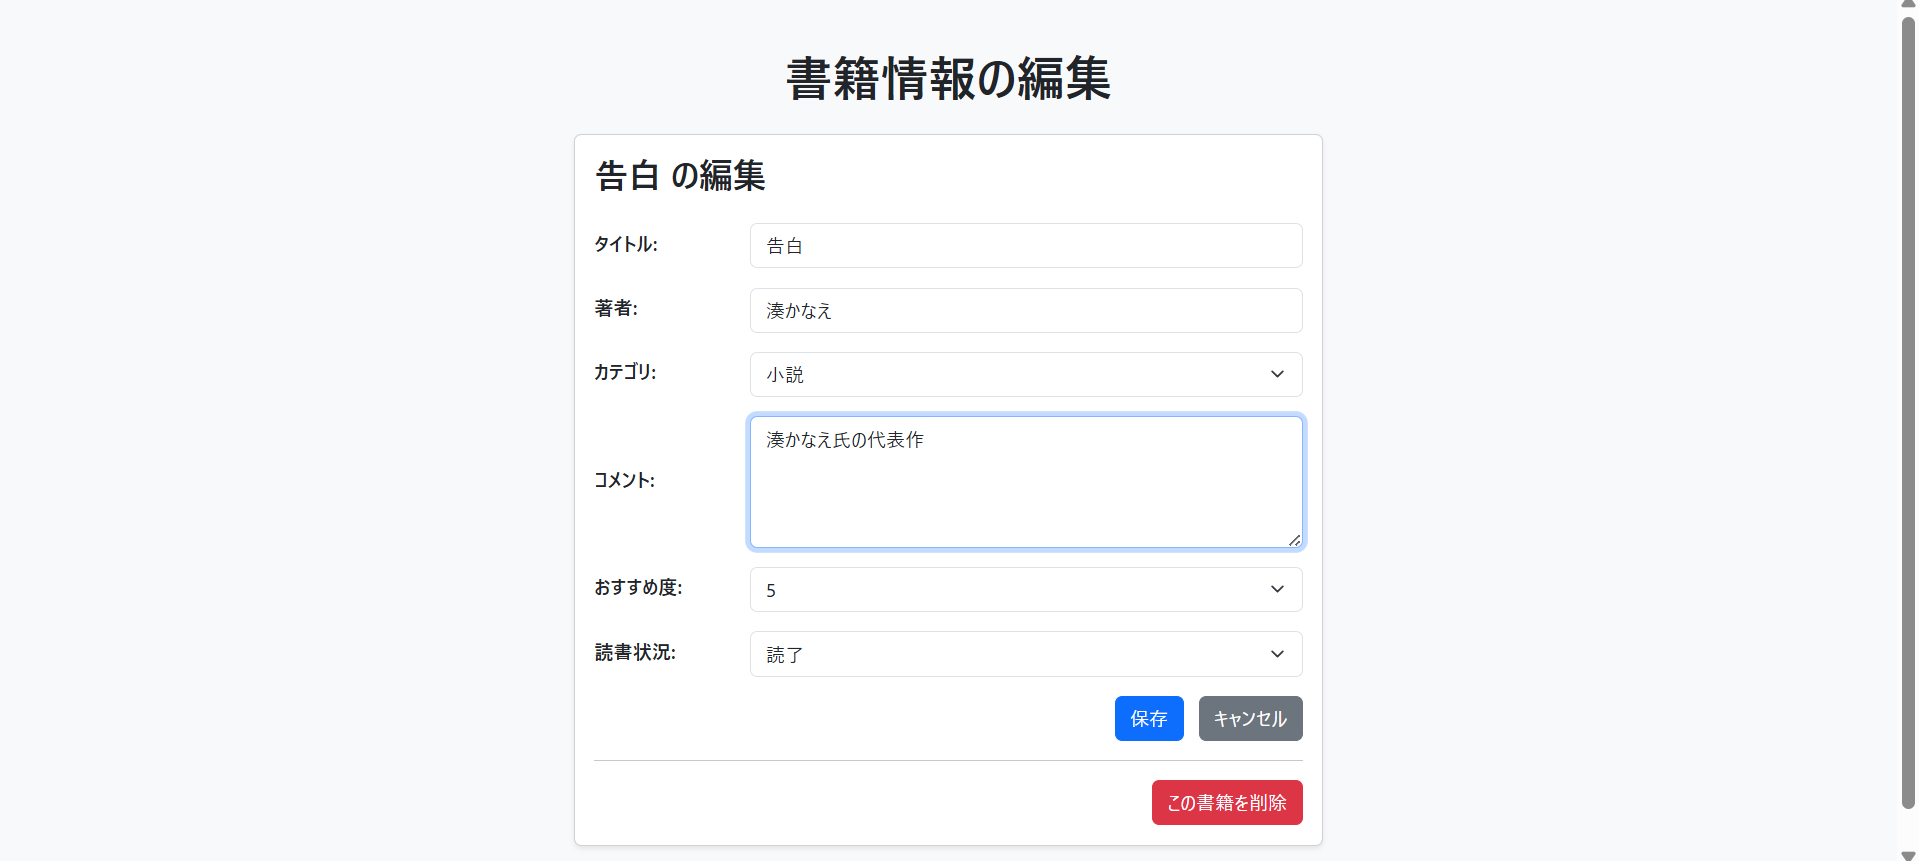 書籍情報の編集
告白 の編集
タイトル: 告白
著者: 湊かなえ
カテゴリ: 小説
コメント: 湊かなえ氏の代表作
おすすめ度: 5
読書状況: 読了
保存 キャンセル
この書籍を削除